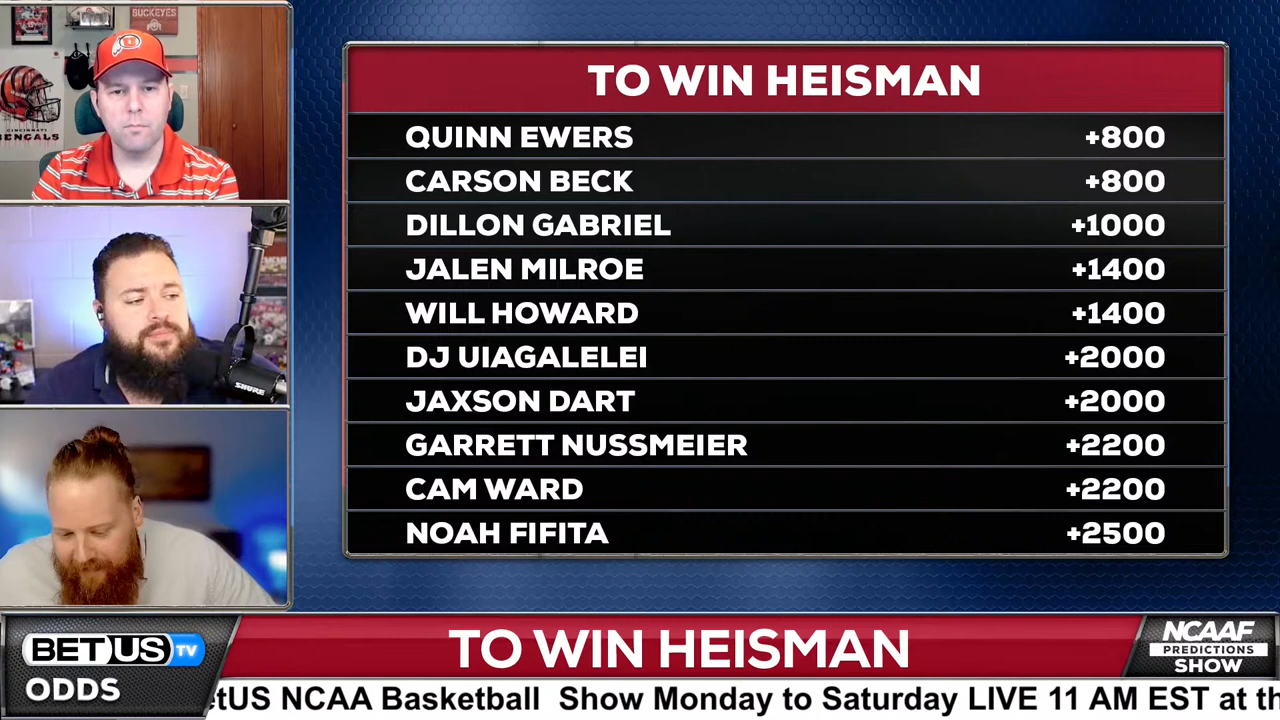 BUCKEYES
CINCINNATI
BENGALS
SHURE
TO WIN HEISMAN
QUINN EWERS +800
CARSON BECK +800
DILLON GABRIEL +1000
JALEN MILROE +1400
WILL HOWARD +1400
DJ UIAGALELEI +2000
JAXSON DART +2000
GARRETT NUSSMEIER +2200
CAM WARD +2200
NOAH FIFITA +2500
BETUS TV
ODDS
TO WIN HEISMAN
NCAAF
PREDICTIONS
SHOW
etUS NCAA Basketball Show Monday to Saturday LIVE 11 AM EST at th